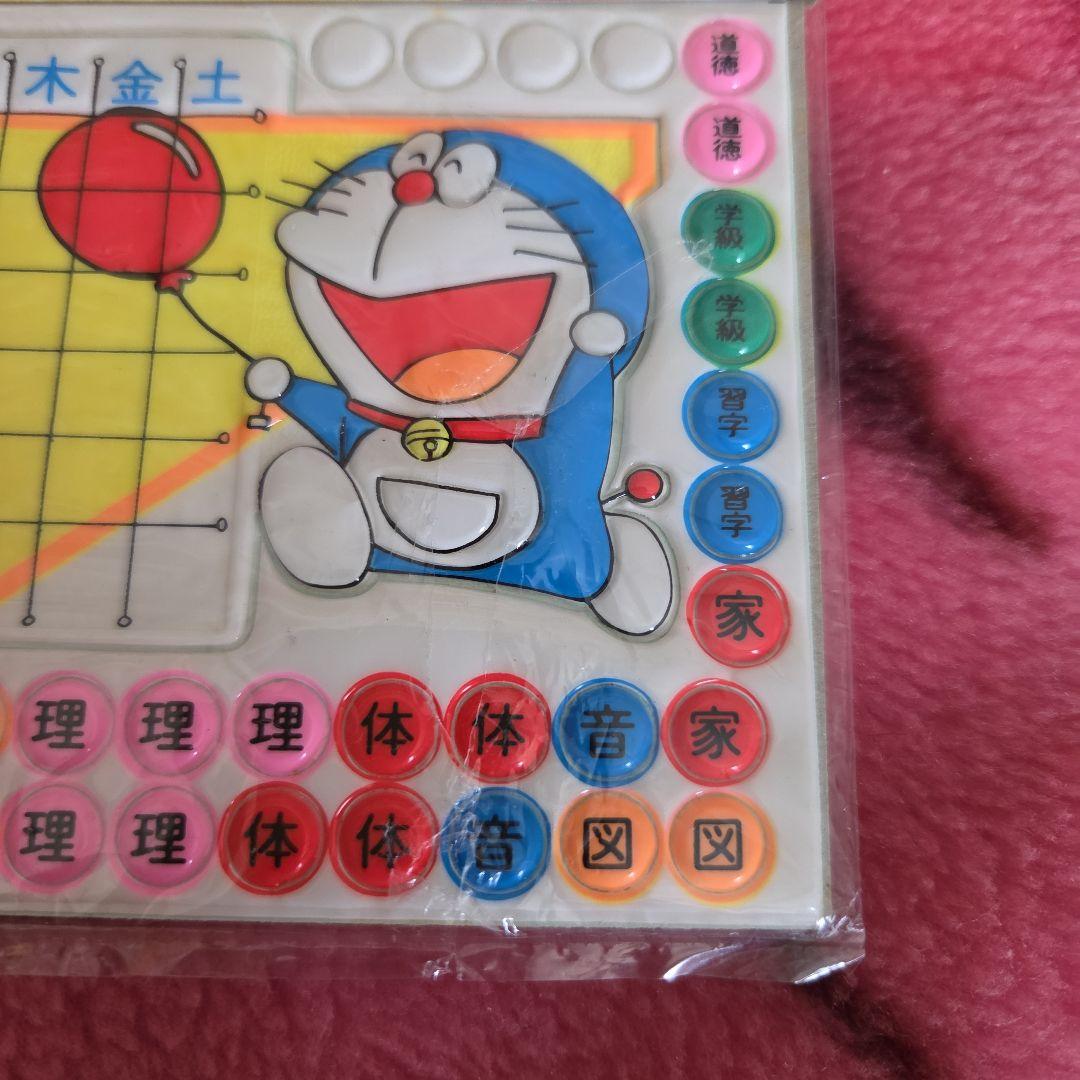 木 金 土
道徳
道徳
学級
学級
習字
習字
家
理 理 理 体 体 音 家
理 理 体 体 音 図 図